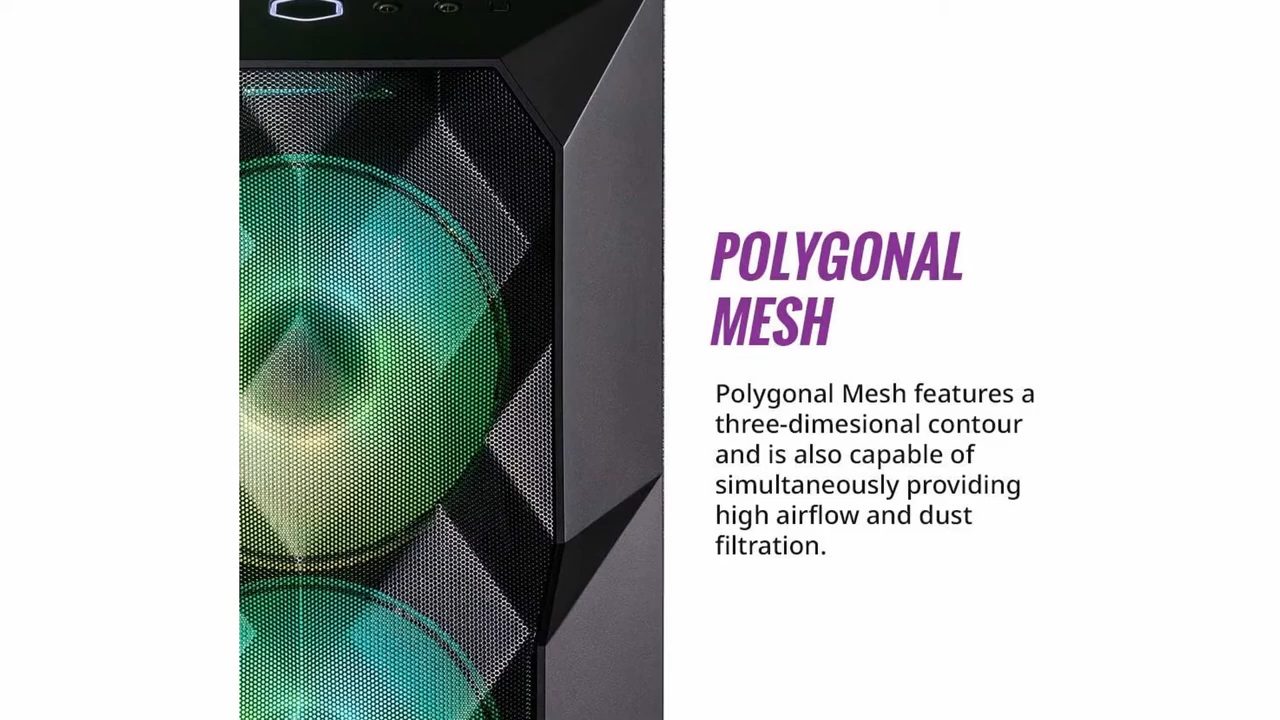 POLYGONAL
MESH
Polygonal Mesh features a
three-dimesional contour
and is also capable of
simultaneously providing
high airflow and dust
filtration.